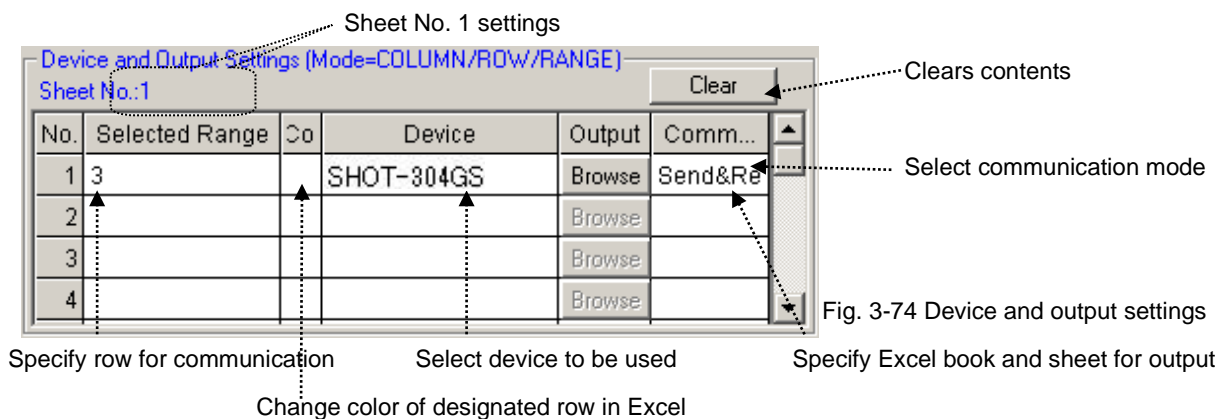 Sheet No. 1 settings
Device and Output Settings (Mode=COLUMN/ROW/RANGE)
Sheet No.:1
Clear
Clears contents
No. Selected Range Co Device Output Comm...
1 3 SHOT-304GS Browse Send&Re
Select communication mode
2 Browse
3 Browse
4 Browse
Fig. 3-74 Device and output settings
Specify row for communication
Select device to be used
Specify Excel book and sheet for output
Change color of designated row in Excel